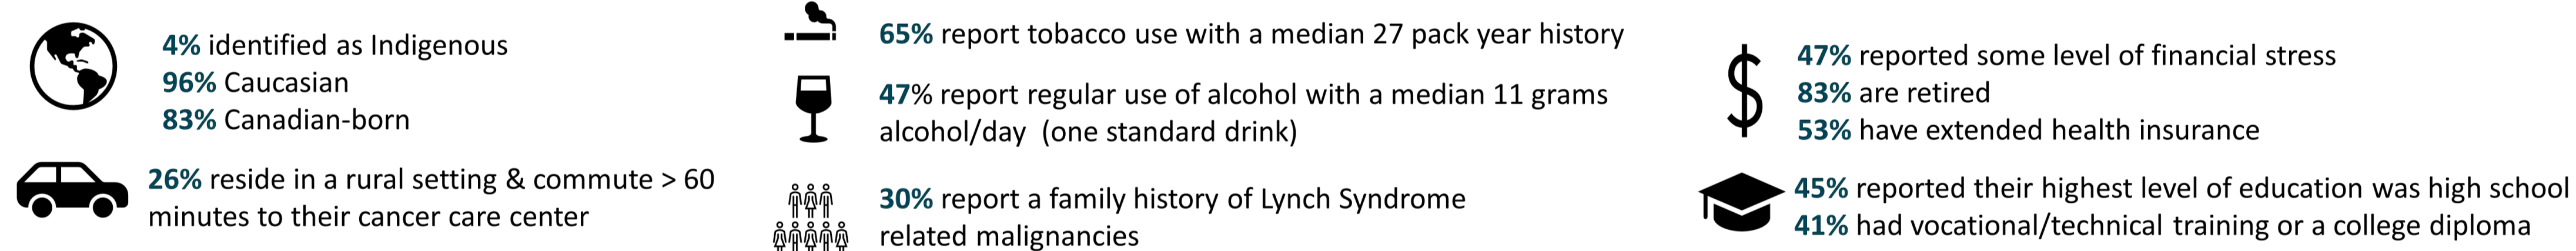 4% identified as Indigenous
96% Caucasian
83% Canadian-born
26% reside in a rural setting & commute > 60
minutes to their cancer care center
65% report tobacco use with a median 27 pack year history
47% report regular use of alcohol with a median 11 grams
alcohol/day (one standard drink)
30% report a family history of Lynch Syndrome
related malignancies
$
47% reported some level of financial stress
83% are retired
53% have extended health insurance
45% reported their highest level of education was high school
41% had vocational/technical training or a college diploma